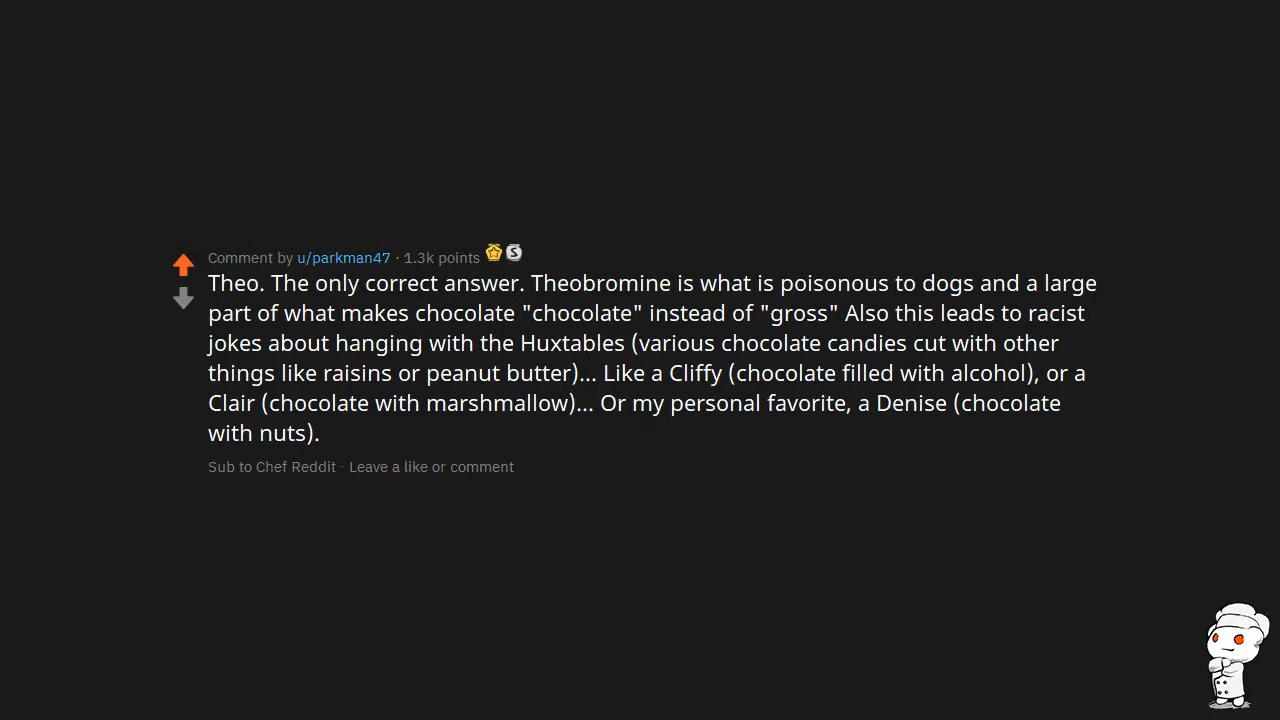 Comment by u/parkman47 · 1.3k points S
Theo. The only correct answer. Theobromine is what is poisonous to dogs and a large
part of what makes chocolate "chocolate" instead of "gross" Also this leads to racist
jokes about hanging with the Huxtables (various chocolate candies cut with other
things like raisins or peanut butter)... Like a Cliffy (chocolate filled with alcohol), or a
Clair (chocolate with marshmallow)... Or my personal favorite, a Denise (chocolate
with nuts).
Sub to Chef Reddit · Leave a like or comment